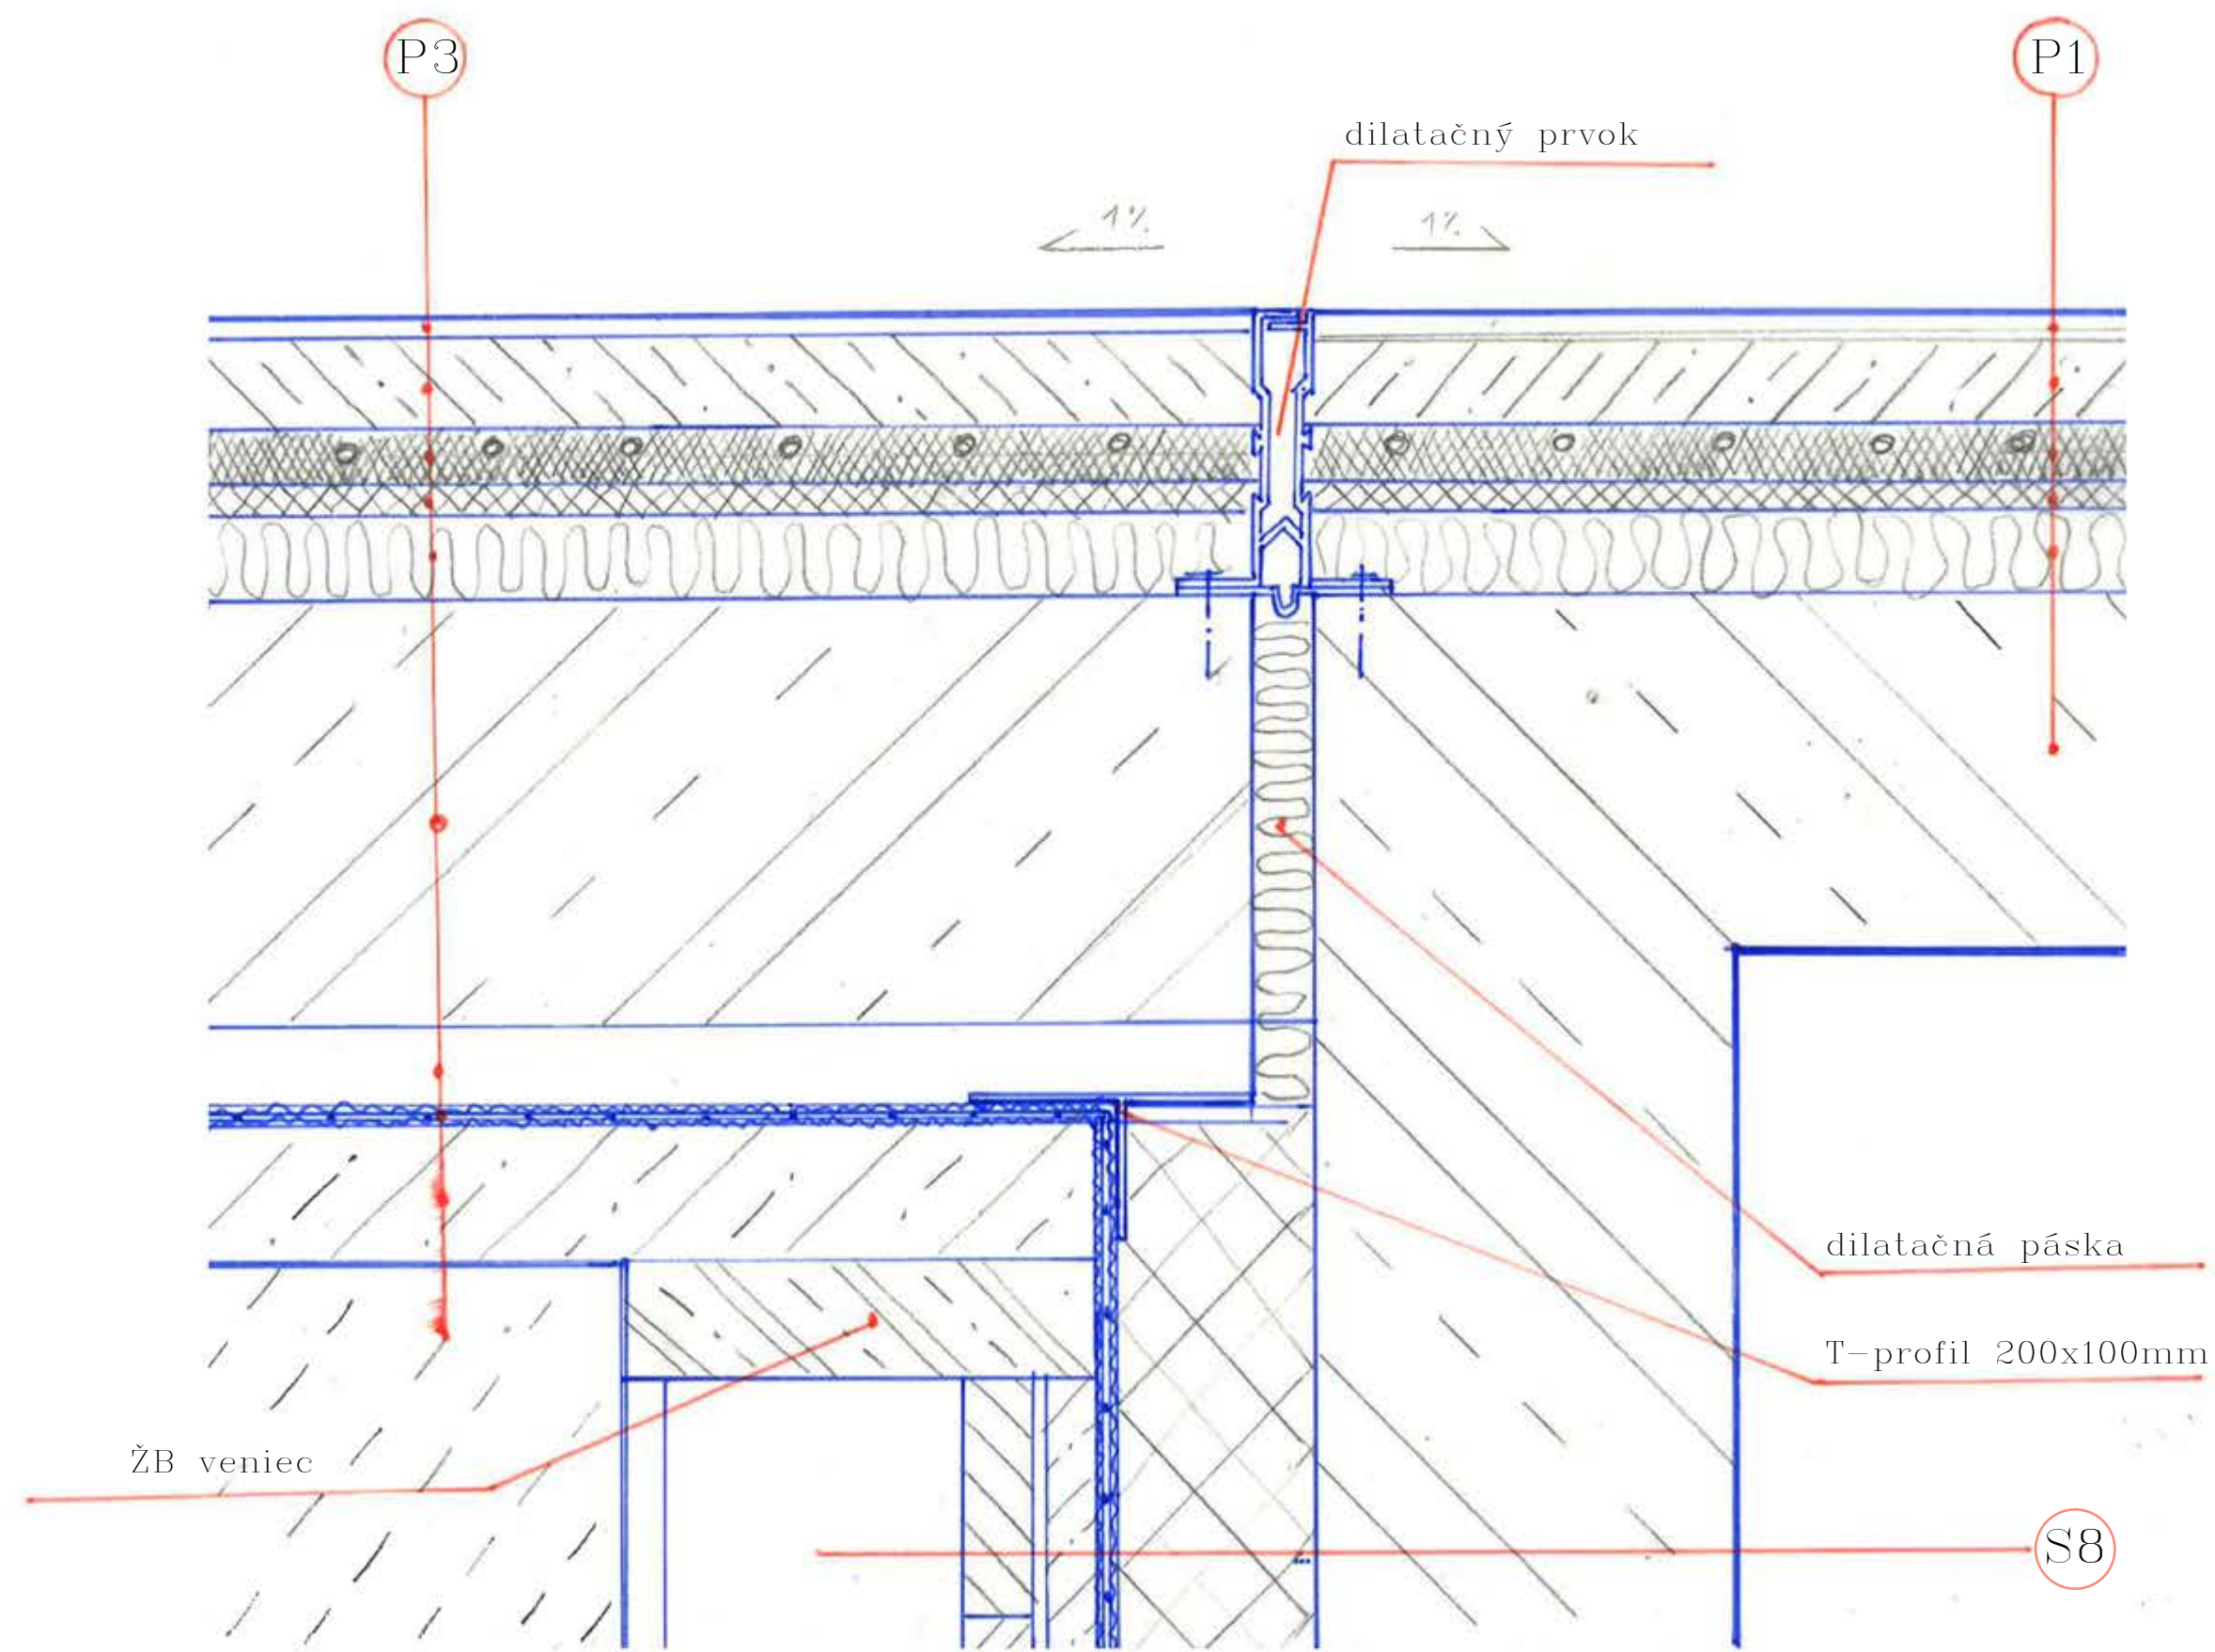 P3
P1
dilatačný prvok
1%
1%
dilatačná páska
T-profil 200x100mm
ŽB veniec
S8